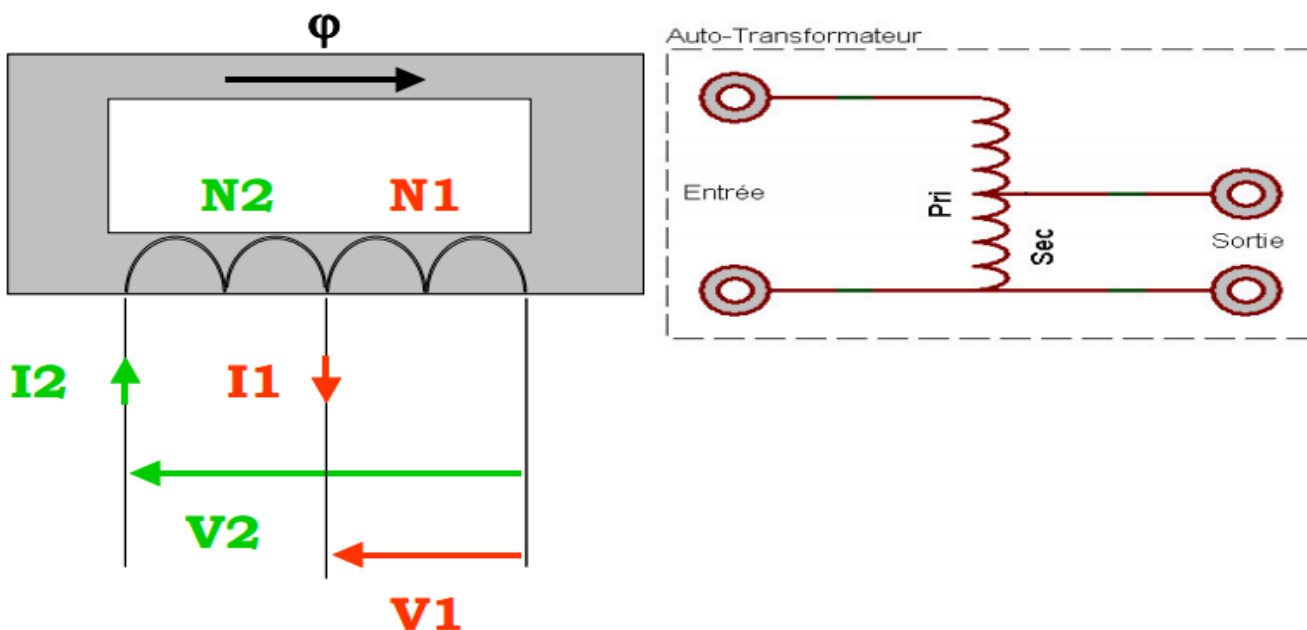 φ
N2 N1
I2 I1
V2
V1
Auto-Transformateur
Entrée
Pri
Sec
Sortie